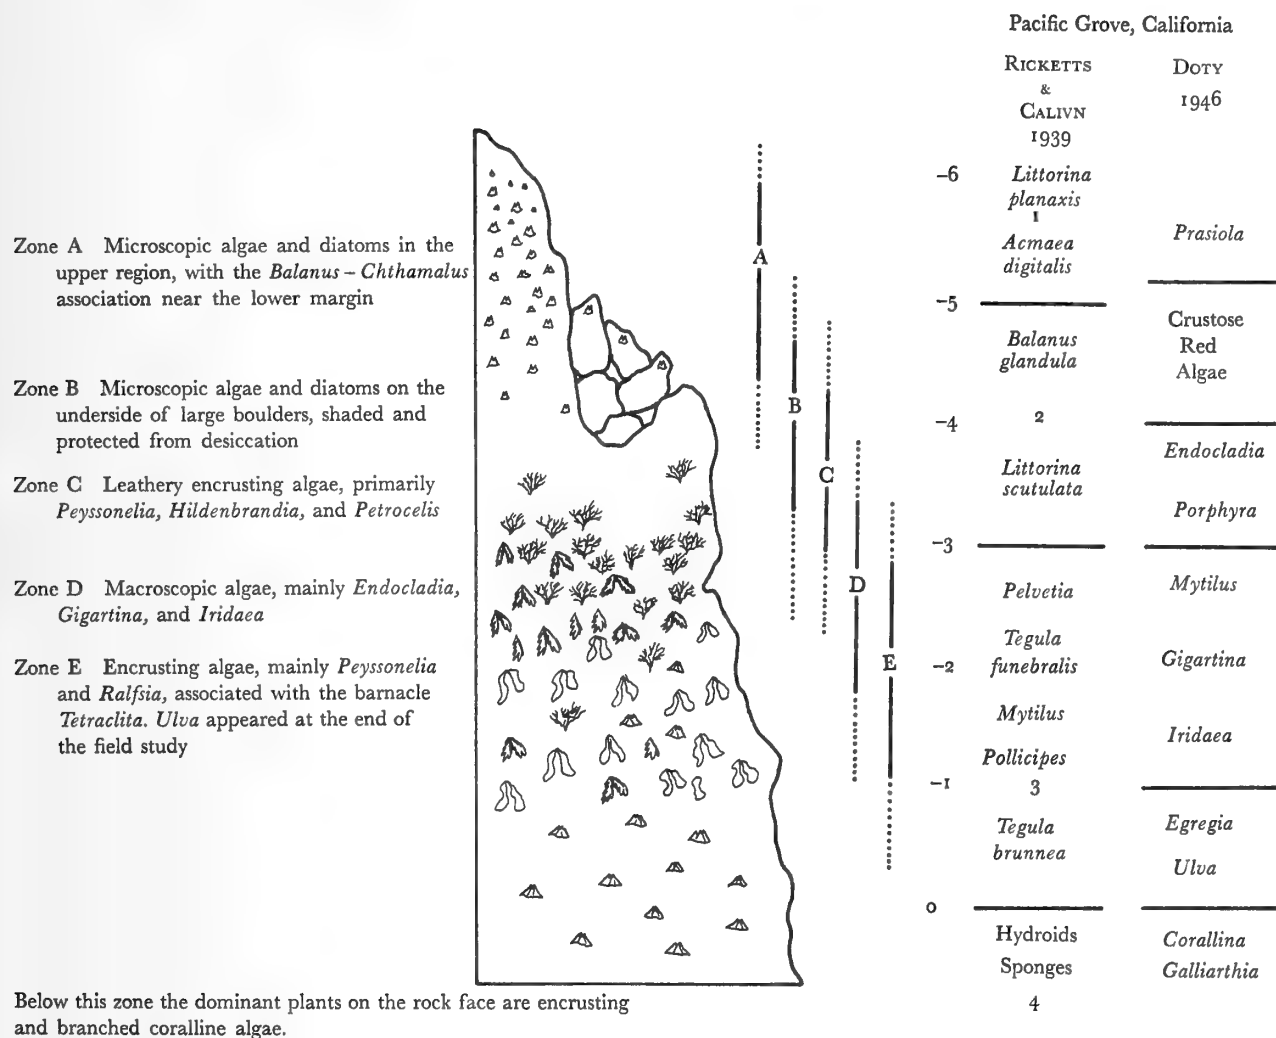 Pacific Grove, California
RICKETTS
&
CALIVN
1939
DOTY
1946
Zone A Microscopic algae and diatoms in the
upper region, with the Balanus – Chthamalus
association near the lower margin
Zone B Microscopic algae and diatoms on the
underside of large boulders, shaded and
protected from desiccation
Zone C Leathery encrusting algae, primarily
Peyssonelia, Hildenbrandia, and Petrocelis
Zone D Macroscopic algae, mainly Endocladia,
Gigartina, and Iridaea
Zone E Encrusting algae, mainly Peyssonelia
and Ralfsia, associated with the barnacle
Tetraclita. Ulva appeared at the end of
the field study
Below this zone the dominant plants on the rock face are encrusting
and branched coralline algae.
A
B
C
D
E
–6
–5
–4
–3
–2
–1
0
Littorina
planaxis
1
Acmaea
digitalis
Balanus
glandula
2
Littorina
scutulata
Pelvetia
Tegula
funebralis
Mytilus
Pollicipes
3
Tegula
brunnea
Hydroids
Sponges
4
Prasiola
Crustose
Red
Algae
Endocladia
Porphyra
Mytilus
Gigartina
Iridaea
Egregia
Ulva
Corallina
Galliarthia